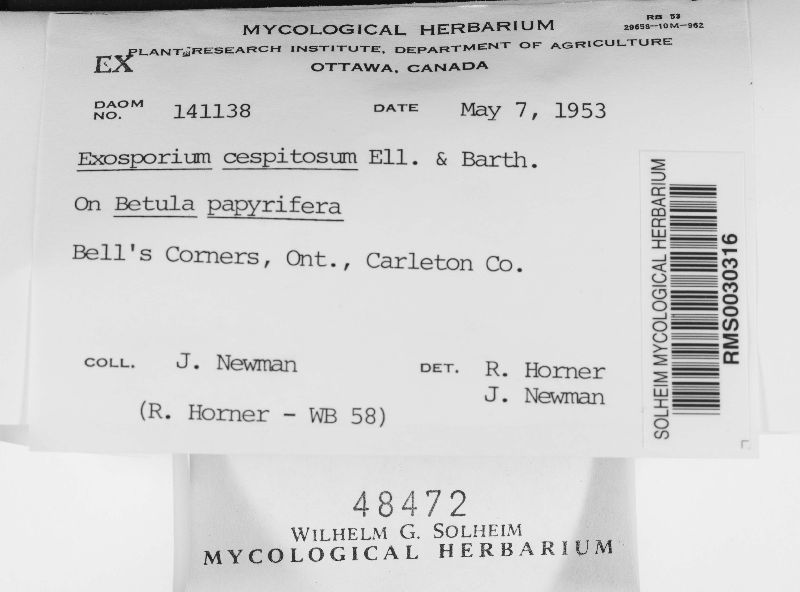 MYCOLOGICAL HERBARIUM
RB 53
29658-10M-962
EX PLANT RESEARCH INSTITUTE, DEPARTMENT OF AGRICULTURE
OTTAWA, CANADA
DAOM NO. 141138 DATE May 7, 1953
Exosporium cespitosum Ell. & Barth.
On Betula papyrifera
Bell's Corners, Ont., Carleton Co.
COLL. J. Newman DET. R. Horner
J. Newman
(R. Horner - WB 58)
SOLHEIM MYCOLOGICAL HERBARIUM
RMS0030316
48472
WILHELM G. SOLHEIM
MYCOLOGICAL HERBARIUM